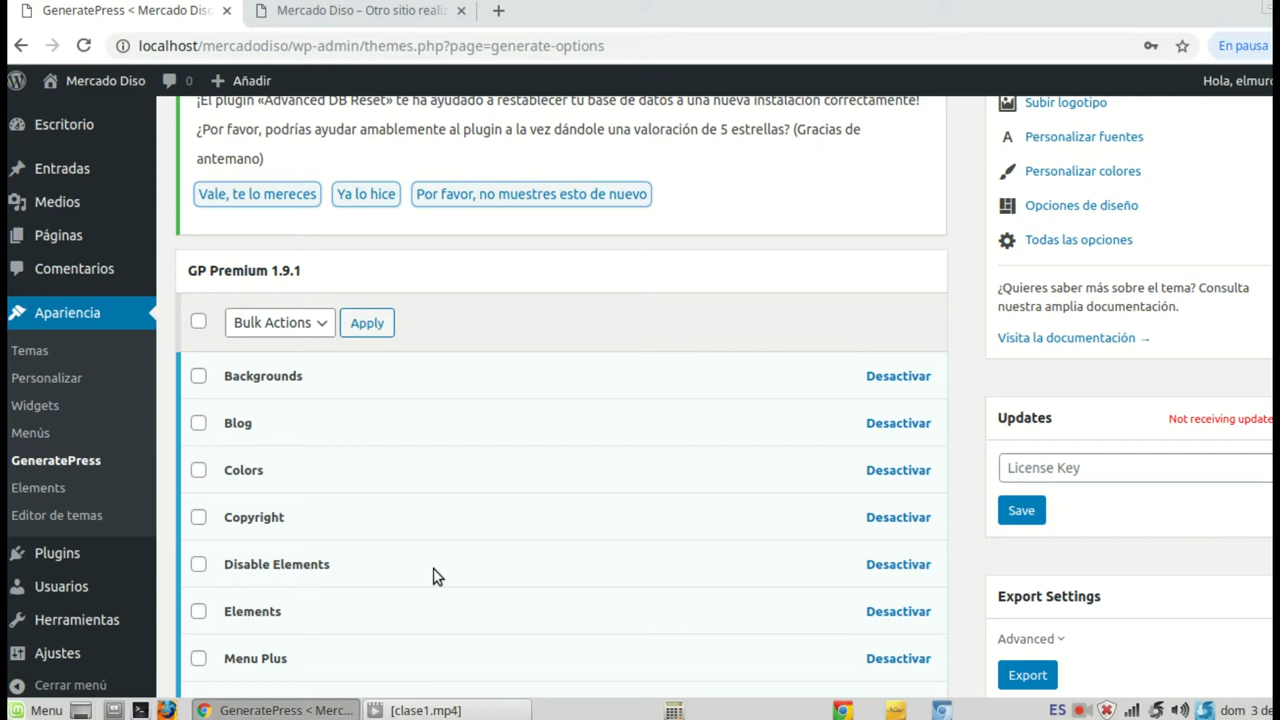 GeneratePress < Mercado Diso
Mercado Diso – Otro sitio realiz
localhost/mercadodiso/wp-admin/themes.php?page=generate-options
En pausa
Mercado Diso
0
Añadir
Hola, elmurc
Escritorio
Entradas
Medios
Páginas
Comentarios
Apariencia
Temas
Personalizar
Widgets
Menús
GeneratePress
Elements
Editor de temas
Plugins
Usuarios
Herramientas
Ajustes
Cerrar menú
¡El plugin «Advanced DB Reset» te ha ayudado a restablecer tu base de datos a una nueva instalación correctamente!
¿Por favor, podrías ayudar amablemente al plugin a la vez dándole una valoración de 5 estrellas? (Gracias de
antemano)
Vale, te lo mereces
Ya lo hice
Por favor, no muestres esto de nuevo
GP Premium 1.9.1
Bulk Actions
Apply
Backgrounds
Desactivar
Blog
Desactivar
Colors
Desactivar
Copyright
Desactivar
Disable Elements
Desactivar
Elements
Desactivar
Menu Plus
Desactivar
Subir logotipo
A
Personalizar fuentes
Personalizar colores
Opciones de diseño
Todas las opciones
¿Quieres saber más sobre el tema? Consulta
nuestra amplia documentación.
Visita la documentación →
Updates
Not receiving update
License Key
Save
Export Settings
Advanced
Export
Menu
GeneratePress < Merc...
[clase1.mp4]
ES
dom 3 de